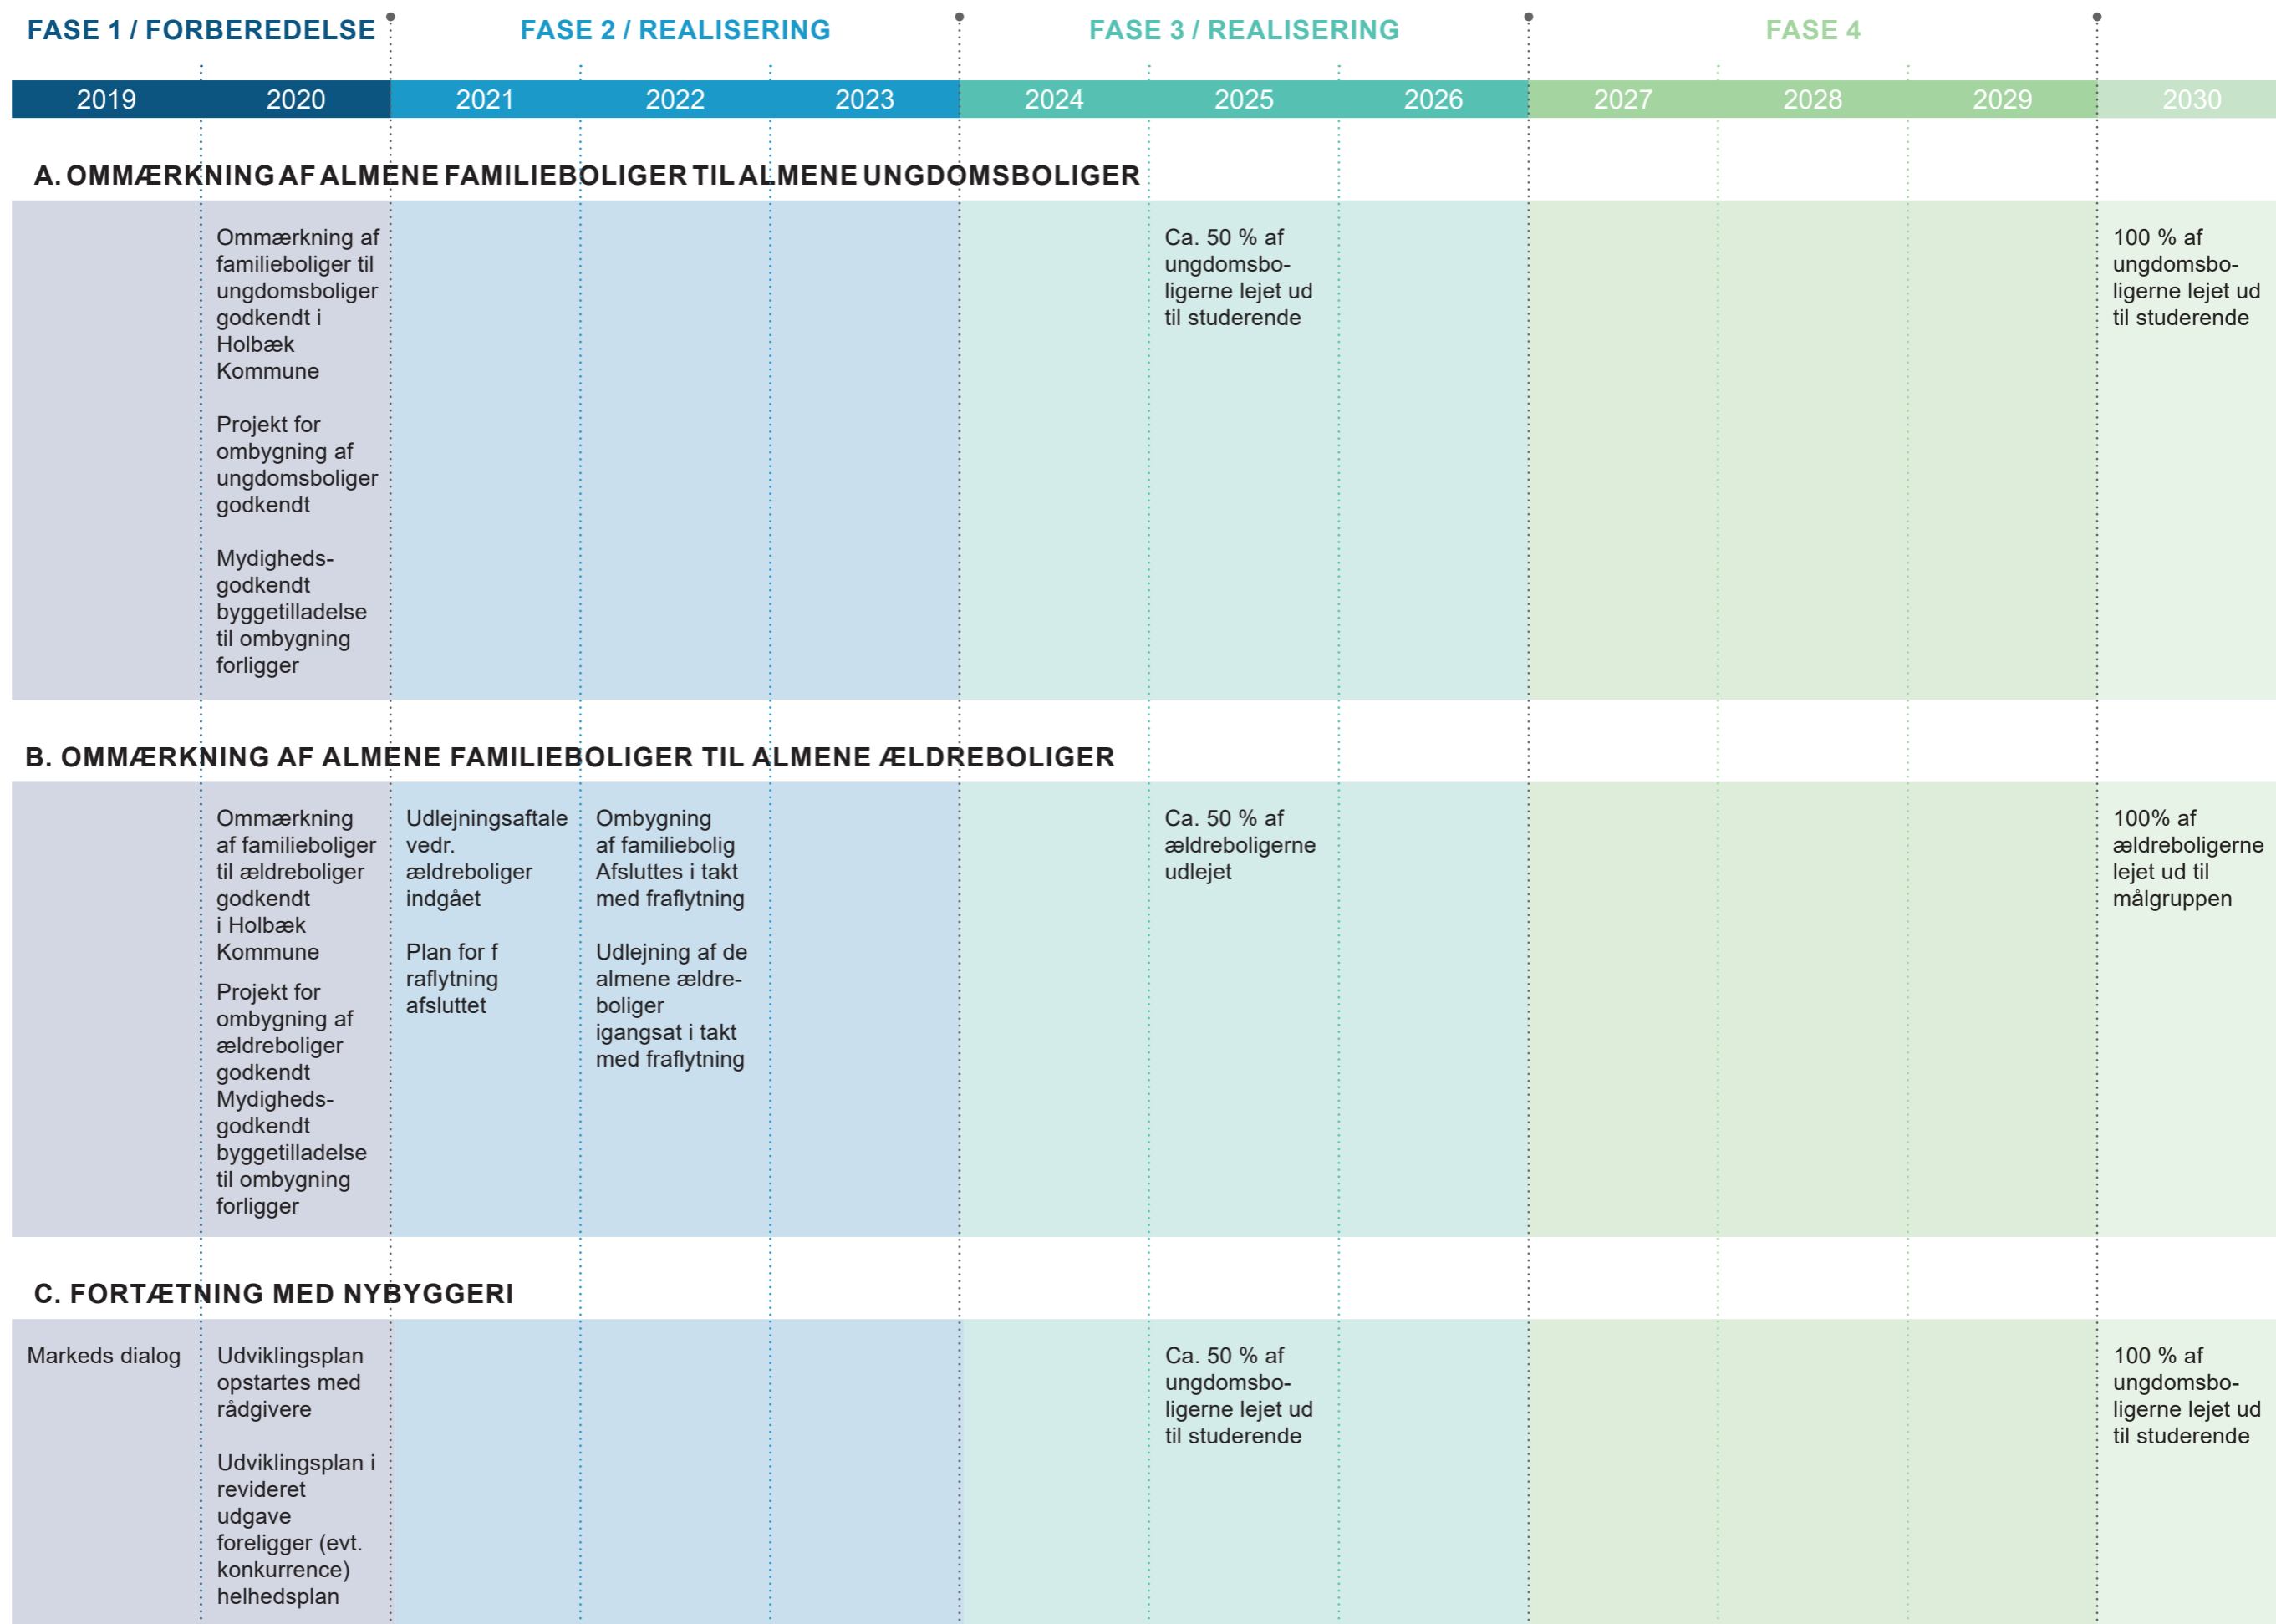 FASE 1 / FORBEREDELSE
FASE 2 / REALISERING
FASE 3 / REALISERING
FASE 4
2019
2020
2021
2022
2023
2024
2025
2026
2027
2028
2029
2030
A. OMMÆRKNING AF ALMENE FAMILIEBOLIGER TIL ALMENE UNGDOMSBOLIGER
Ommærkning af
familieboliger til
ungdomsboliger
godkendt i
Holbæk
Kommune
Projekt for
ombygning af
ungdomsboliger
godkendt
Mydigheds-
godkendt
byggetilladelse
til ombygning
forligger
Ca. 50 % af
ungdomsbo-
ligerne lejet ud
til studerende
100 % af
ungdomsbo-
ligerne lejet ud
til studerende
B. OMMÆRKNING AF ALMENE FAMILIEBOLIGER TIL ALMENE ÆLDREBOLIGER
Ommærkning
af familieboliger
til ældreboliger
godkendt
i Holbæk
Kommune
Projekt for
ombygning af
ældreboliger
godkendt
Mydigheds-
godkendt
byggetilladelse
til ombygning
forligger
Udlejningsaftale
vedr.
ældreboliger
indgået
Plan for f
raflytning
afsluttet
Ombygning
af familiebolig
Afsluttes i takt
med fraflytning
Udlejning af de
almene ældre-
boliger
igangsat i takt
med fraflytning
Ca. 50 % af
ældreboligerne
udlejet
100% af
ældreboligerne
lejet ud til
målgruppen
C. FORTÆTNING MED NYBYGGERI
Markeds dialog
Udviklingsplan
opstartes med
rådgivere
Udviklingsplan i
revideret
udgave
foreligger (evt.
konkurrence)
helhedsplan
Ca. 50 % af
ungdomsbo-
ligerne lejet ud
til studerende
100 % af
ungdomsbo-
ligerne lejet ud
til studerende